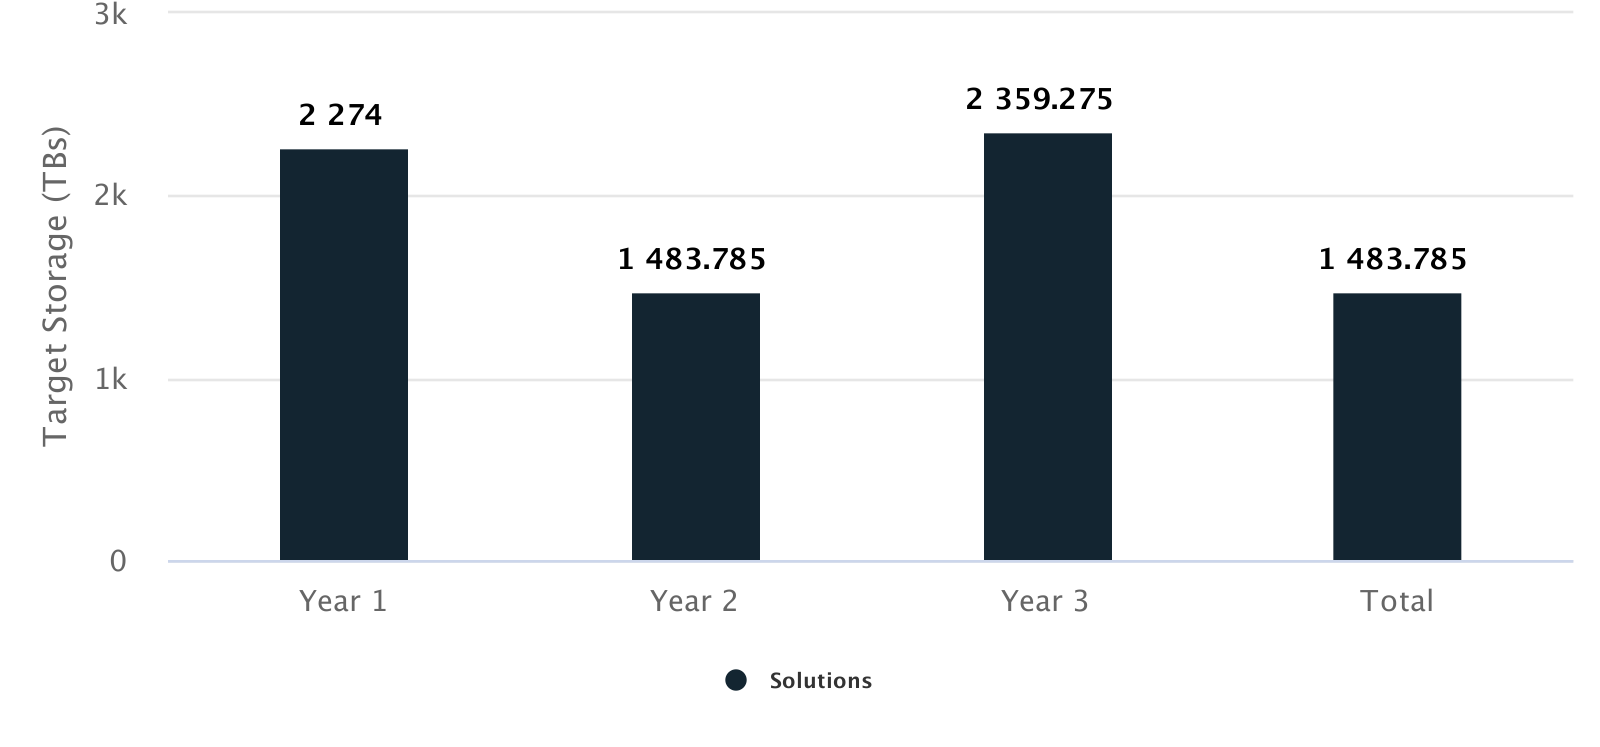 3k
2k
1k
0
Target Storage (TBs)
2 274
1 483.785
2 359.275
1 483.785
Year 1
Year 2
Year 3
Total
Solutions